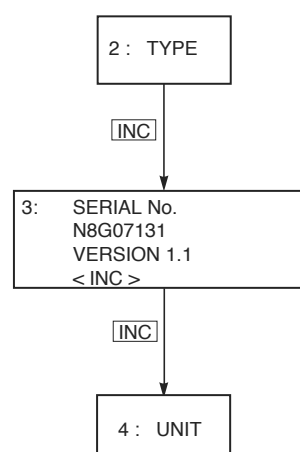 2 : TYPE
INC
3: SERIAL No.
N8G07131
VERSION 1.1
< INC >
INC
4 : UNIT